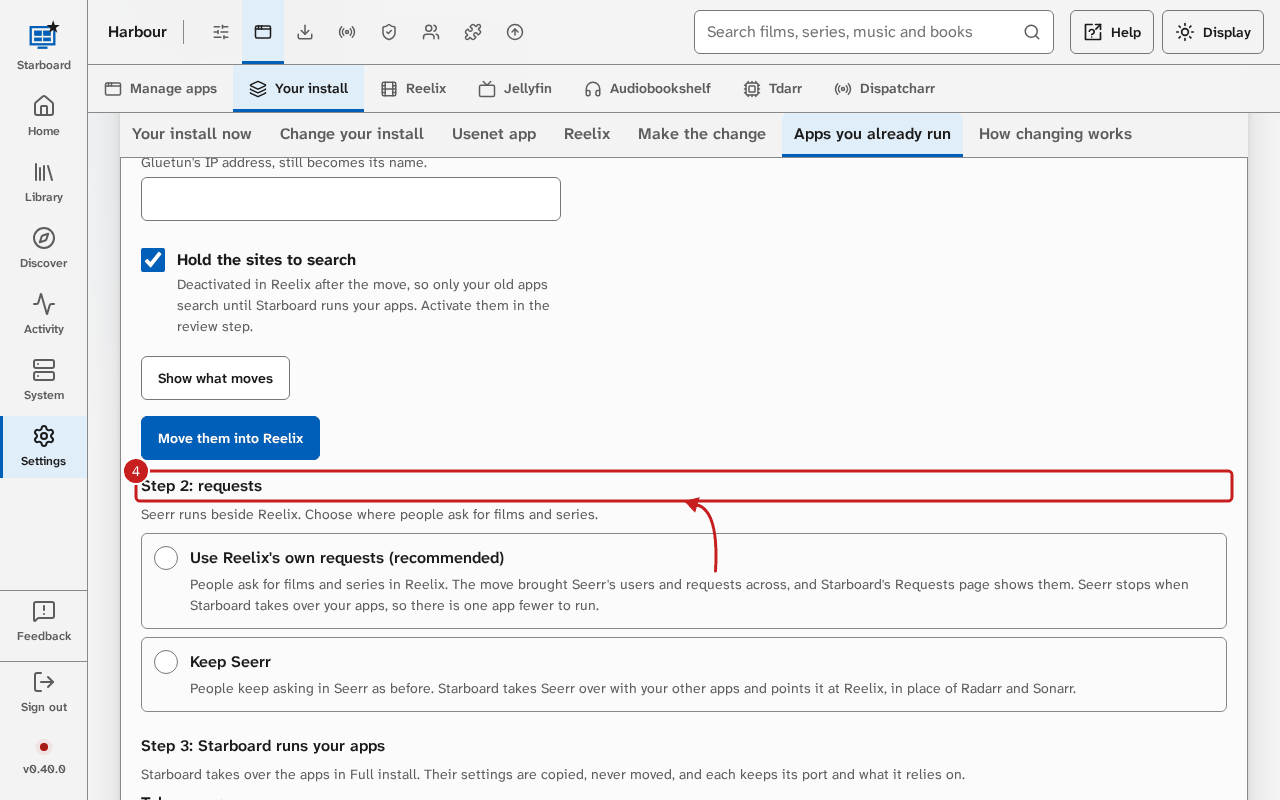 Starboard
Home
Library
Discover
Activity
System
Settings
Feedback
Sign out
v0.40.0
Harbour
Search films, series, music and books
Help
Display
Manage apps
Your install
Reelix
Jellyfin
Audiobookshelf
Tdarr
Dispatcharr
Your install now
Change your install
Usenet app
Reelix
Make the change
Apps you already run
How changing works
Gluetun's IP address, still becomes its name.
Hold the sites to search
Deactivated in Reelix after the move, so only your old apps
search until Starboard runs your apps. Activate them in the
review step.
Show what moves
Move them into Reelix
4
Step 2: requests
Seerr runs beside Reelix. Choose where people ask for films and series.
Use Reelix's own requests (recommended)
People ask for films and series in Reelix. The move brought Seerr's users and requests across, and Starboard's Requests page shows them. Seerr stops when
Starboard takes over your apps, so there is one app fewer to run.
Keep Seerr
People keep asking in Seerr as before. Starboard takes Seerr over with your other apps and points it at Reelix, in place of Radarr and Sonarr.
Step 3: Starboard runs your apps
Starboard takes over the apps in Full install. Their settings are copied, never moved, and each keeps its port and what it relies on.